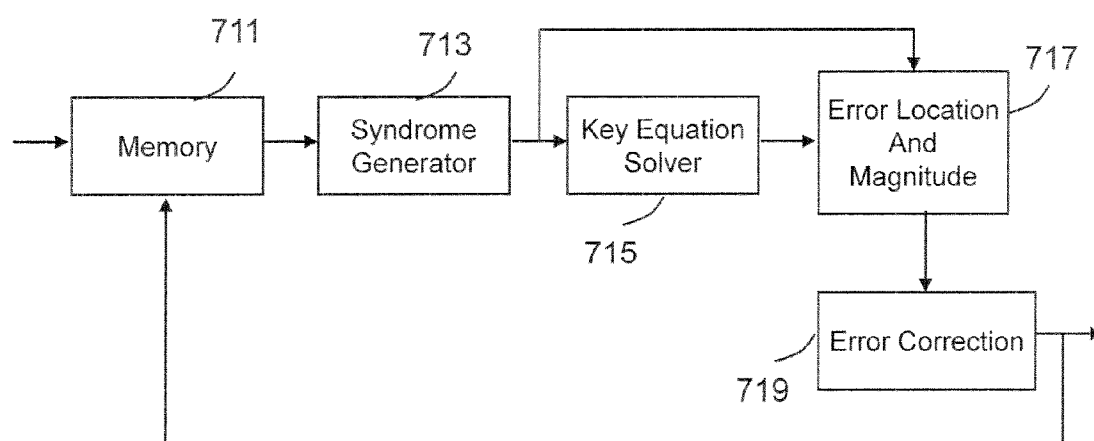 711
713
717
Memory
Syndrome
Generator
Key Equation
Solver
Error Location
And
Magnitude
715
Error Correction
719